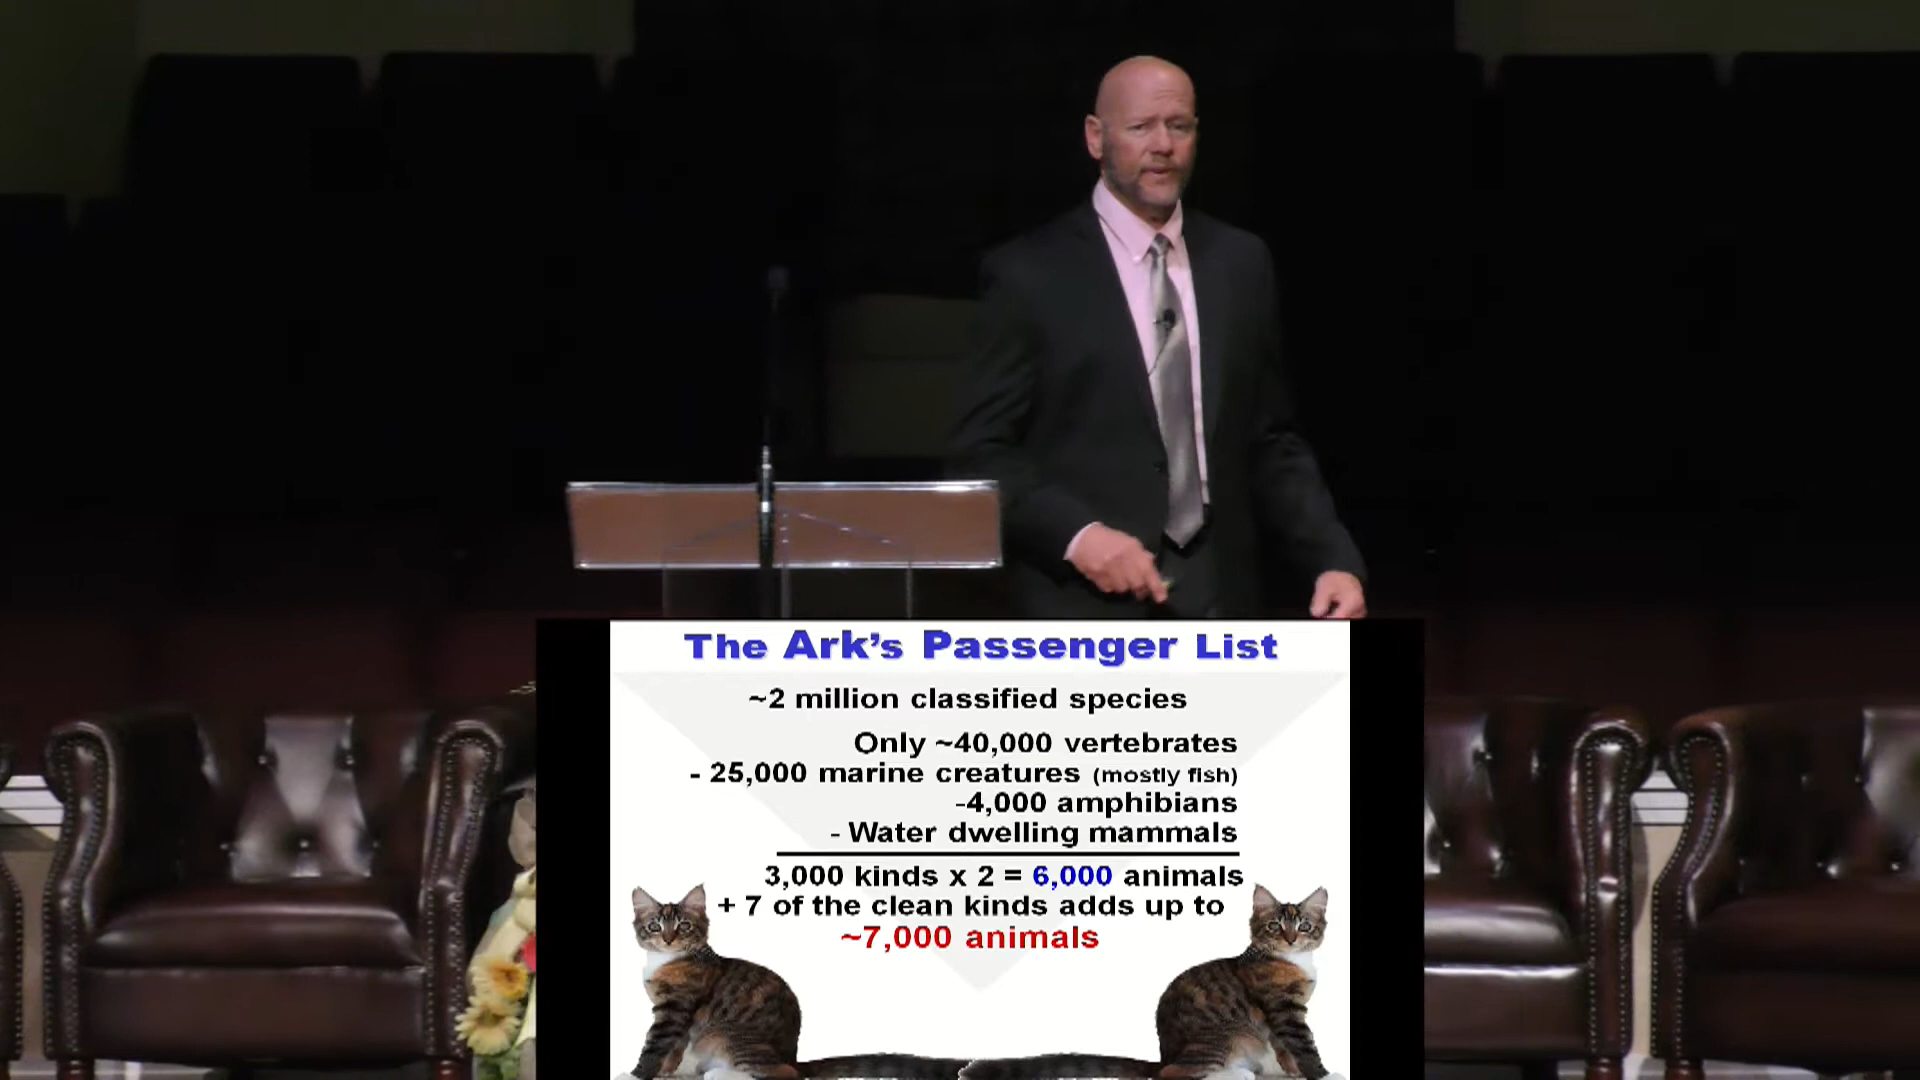 The Ark's Passenger List
~2 million classified species
Only ~40,000 vertebrates
- 25,000 marine creatures (mostly fish)
-4,000 amphibians
- Water dwelling mammals
3,000 kinds x 2 = 6,000 animals
+ 7 of the clean kinds adds up to
~7,000 animals